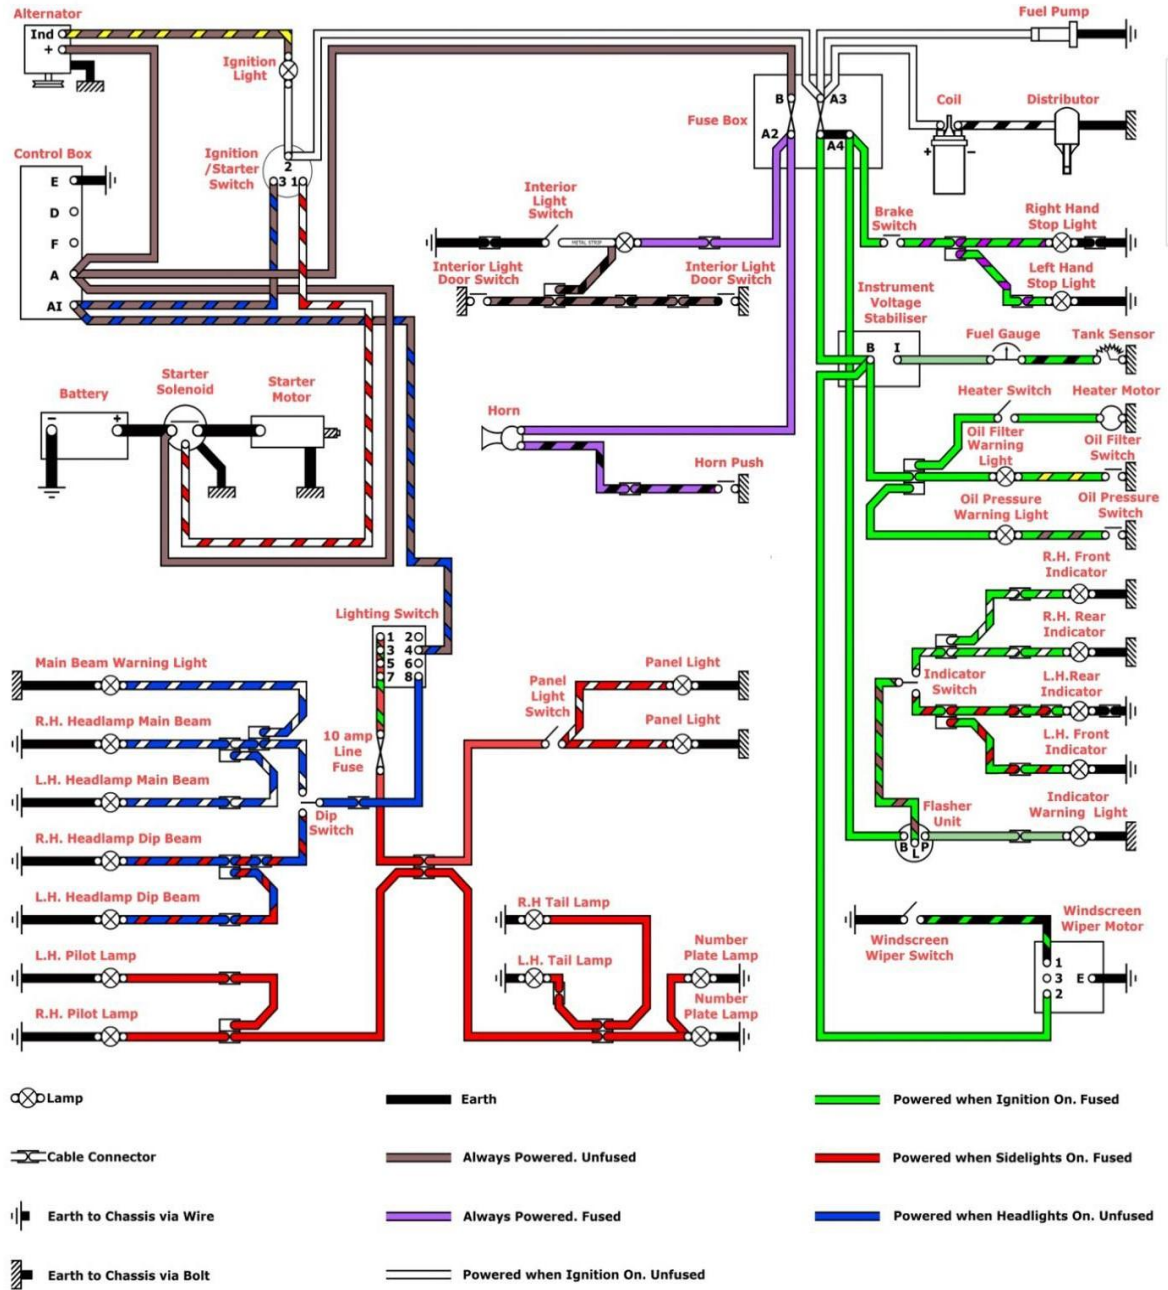 Alternator
Ind
+
Ignition
Light
Fuel Pump
B
A3
Fuse Box
A2
A4
Coil
+
−
Distributor
Control Box
E
D
F
A
AI
Ignition
/Starter
Switch
2
3
1
Interior
Light
Switch
METAL STRIP
Interior Light
Door Switch
Interior Light
Door Switch
Brake
Switch
Right Hand
Stop Light
Left Hand
Stop Light
Instrument
Voltage
Stabiliser
B
I
Fuel Gauge
Tank Sensor
Battery
−
+
Starter
Solenoid
Starter
Motor
Horn
Horn Push
Heater Switch
Heater Motor
Oil Filter
Warning
Light
Oil Filter
Switch
Oil Pressure
Warning Light
Oil Pressure
Switch
R.H. Front
Indicator
R.H. Rear
Indicator
Indicator
Switch
L.H.Rear
Indicator
L.H. Front
Indicator
Flasher
Unit
B
L
P
Indicator
Warning Light
Lighting Switch
1
2
3
4
5
6
7
8
10 amp
Line
Fuse
Panel
Light
Switch
Panel Light
Panel Light
Main Beam Warning Light
R.H. Headlamp Main Beam
L.H. Headlamp Main Beam
Dip
Switch
R.H. Headlamp Dip Beam
L.H. Headlamp Dip Beam
L.H. Pilot Lamp
R.H. Pilot Lamp
R.H Tail Lamp
L.H. Tail Lamp
Number
Plate Lamp
Number
Plate Lamp
Windscreen
Wiper Switch
Windscreen
Wiper Motor
1
3
2
E
Lamp
Earth
Powered when Ignition On. Fused
Cable Connector
Always Powered. Unfused
Powered when Sidelights On. Fused
Earth to Chassis via Wire
Always Powered. Fused
Powered when Headlights On. Unfused
Earth to Chassis via Bolt
Powered when Ignition On. Unfused